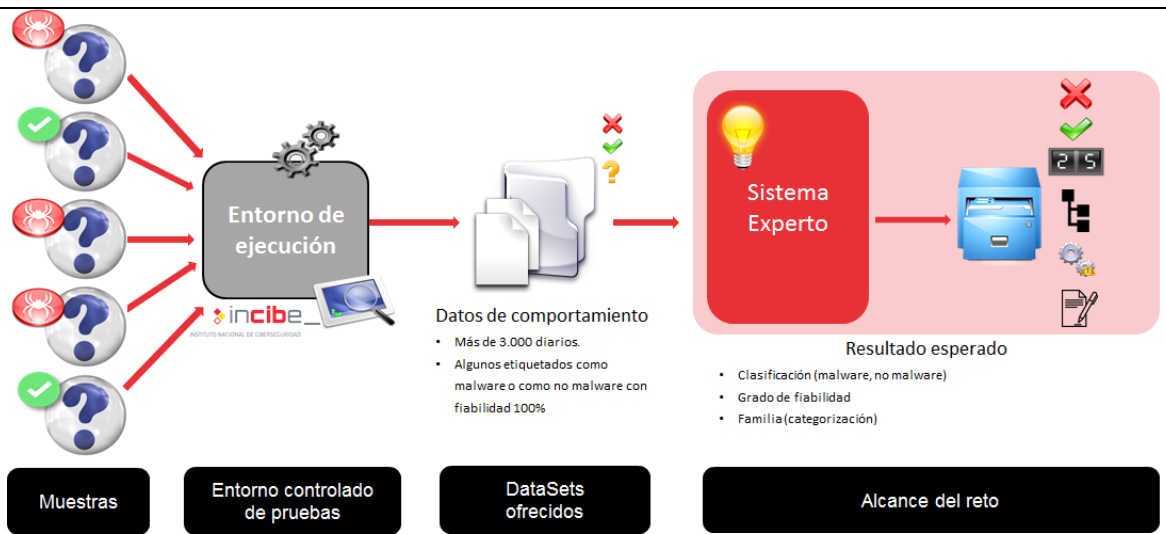 Entorno de
ejecución
incibe_
INSTITUTO NACIONAL DE CIBERSEGURIDAD
Datos de comportamiento
• Más de 3.000 diarios.
• Algunos etiquetados como
malware o como no malware con
fiabilidad 100%
Sistema
Experto
2 5
Resultado esperado
• Clasificación (malware, no malware)
• Grado de fiabilidad
• Familia (categorización)
Muestras
Entorno controlado
de pruebas
DataSets
ofrecidos
Alcance del reto